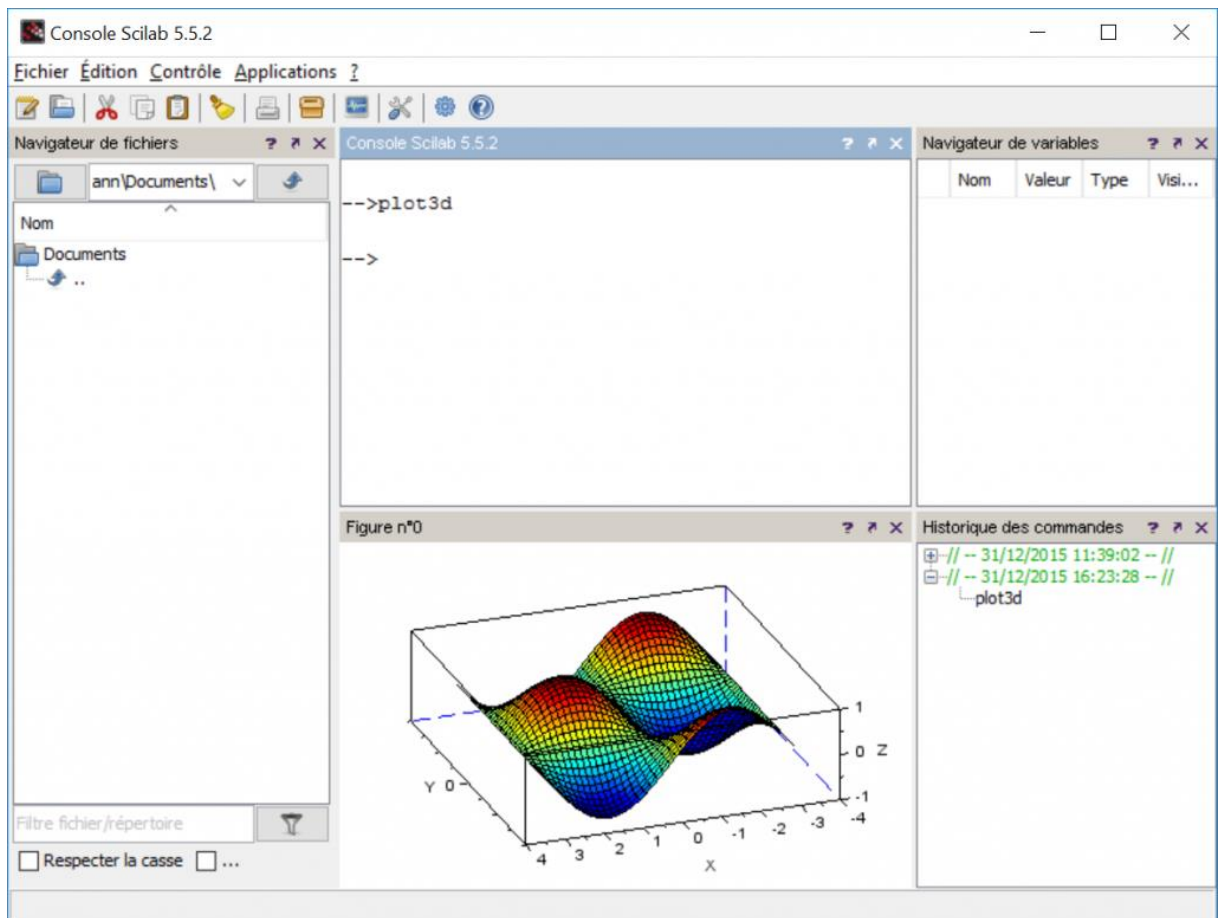 Console Scilab 5.5.2
Fichier Édition Contrôle Applications ?
Navigateur de fichiers
ann\Documents\
Nom
Documents
..
Filtre fichier/répertoire
Respecter la casse ...
Console Scilab 5.5.2
-->plot3d
-->
Figure n°0
1
0 Z
-1
Y 0
4 3 2 1 0 -1 -2 -3 -4
X
Navigateur de variables
Nom Valeur Type Visi...
Historique des commandes
// -- 31/12/2015 11:39:02 -- //
// -- 31/12/2015 16:23:28 -- //
plot3d